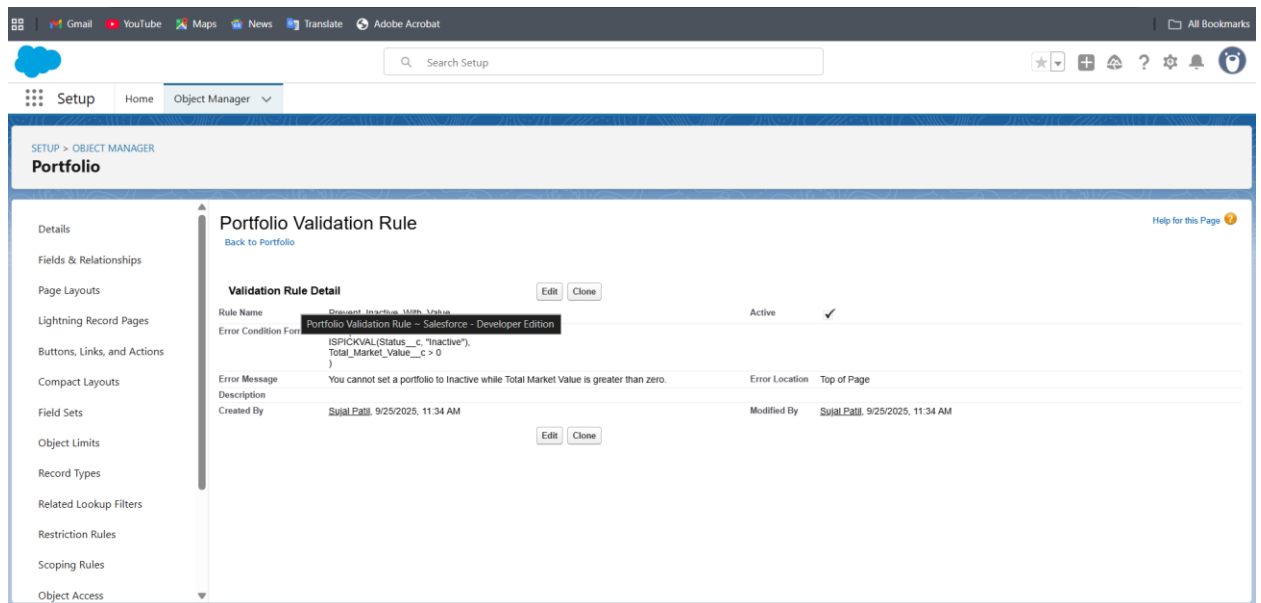 Gmail YouTube Maps News Translate Adobe Acrobat All Bookmarks
Search Setup
Setup Home Object Manager
SETUP > OBJECT MANAGER
Portfolio
Details
Fields & Relationships
Page Layouts
Lightning Record Pages
Buttons, Links, and Actions
Compact Layouts
Field Sets
Object Limits
Record Types
Related Lookup Filters
Restriction Rules
Scoping Rules
Object Access
Portfolio Validation Rule
Help for this Page ?
Back to Portfolio
Validation Rule Detail Edit Clone
Rule Name Prevent_Inactive_With_Value Active
Portfolio Validation Rule ~ Salesforce - Developer Edition
Error Condition
ISPICKVAL(Status__c, "Inactive"),
Total_Market_Value__c > 0
)
Error Message You cannot set a portfolio to Inactive while Total Market Value is greater than zero. Error Location Top of Page
Description
Created By Sujal Patil, 9/25/2025, 11:34 AM Modified By Sujal Patil, 9/25/2025, 11:34 AM
Edit Clone